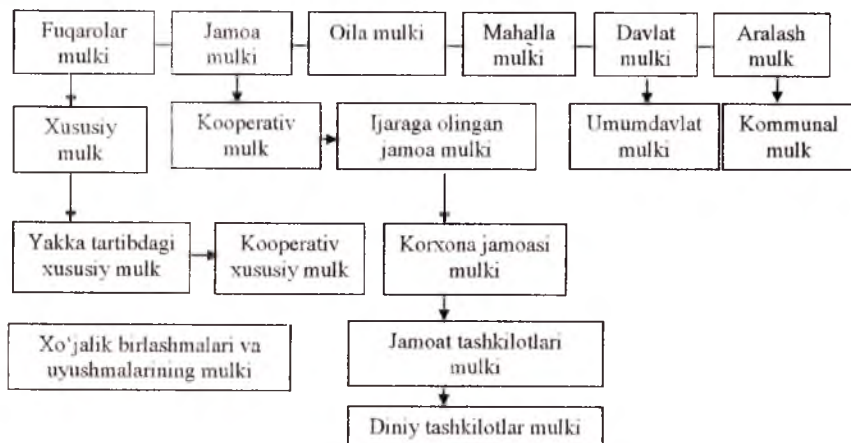 Fuqarolar
mulki
Jamoa
mulki
Oila mulki
Mahalla
mulki
Davlat
mulki
Aralash
mulk
Xususiy
mulk
Kooperativ
mulk
Ijaraga olingan
jamoa mulki
Umumdavlat
mulki
Kommunal
mulk
Yakka tartibdagi
xususiy mulk
Kooperativ
xususiy mulk
Korxona jamoasi
mulki
Xo‘jalik birlashmalari va
uyushmalarining mulki
Jamoat tashkilotlari
mulki
Diniy tashkilotlar mulki